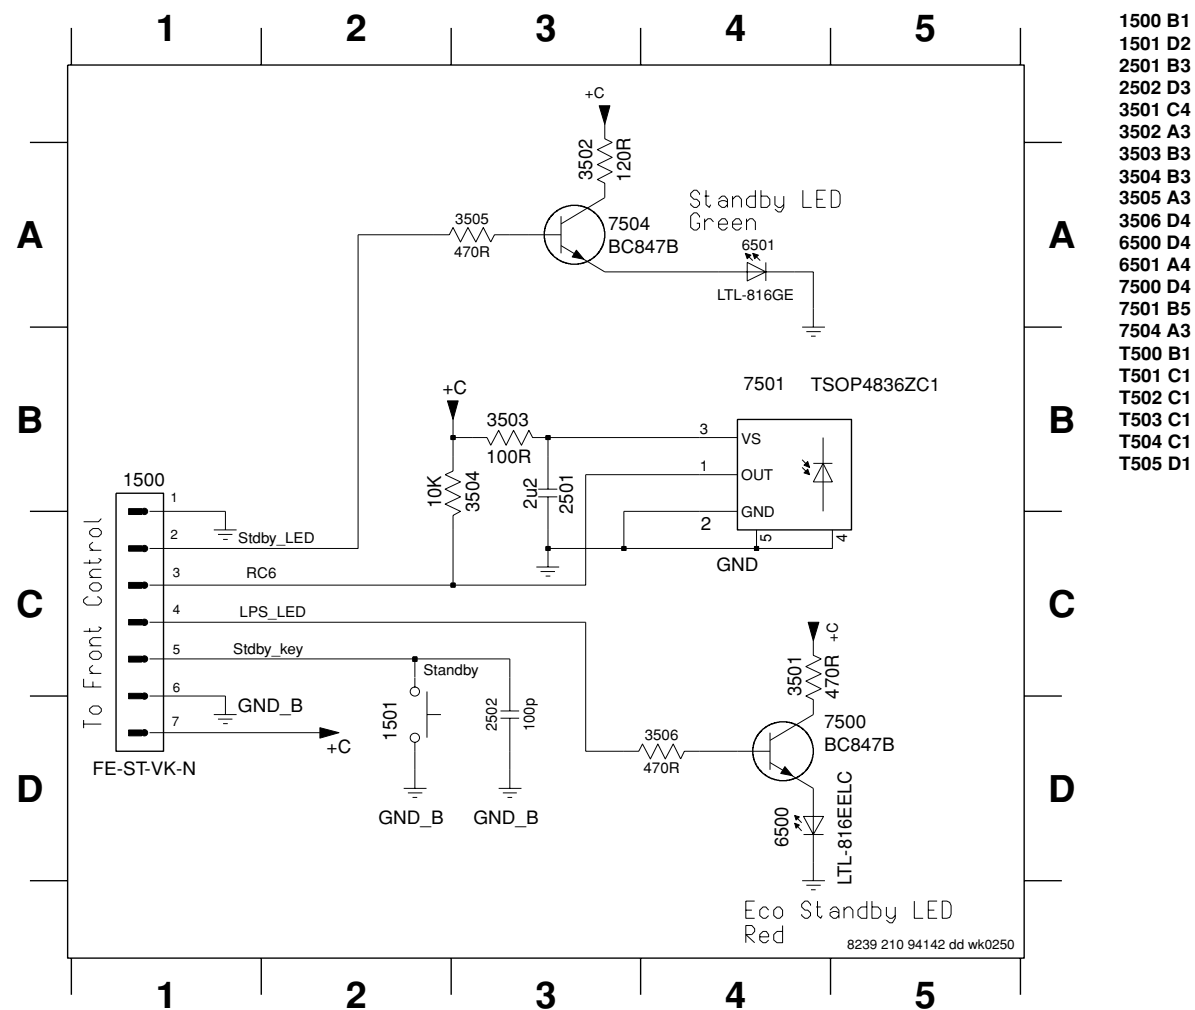 1 2 3 4 5
1500 B1
1501 D2
2501 B3
2502 D3
3501 C4
3502 A3
3503 B3
3504 B3
3505 A3
3506 D4
6500 D4
6501 A4
7500 D4
7501 B5
7504 A3
T500 B1
T501 C1
T502 C1
T503 C1
T504 C1
T505 D1
+C
3502
120R
A
3505
470R
7504
BC847B
Standby LED
Green
6501
LTL-816GE
A
B
+C
3503
100R
10K
3504
2u2
2501
7501 TSOP4836ZC1
3 VS
1 OUT
GND
2
5
4
GND
B
1500
To Front Control
1
2 Stdby_LED
3 RC6
4 LPS_LED
5 Stdby_key
6 GND_B
7 +C
FE-ST-VK-N
C
Standby
1501
GND_B
2502
100p
GND_B
C
+C
3501
470R
D
3506
470R
7500
BC847B
6500
LTL-816EELC
D
Eco Standby LED
Red
8239 210 94142 dd wk0250
1 2 3 4 5